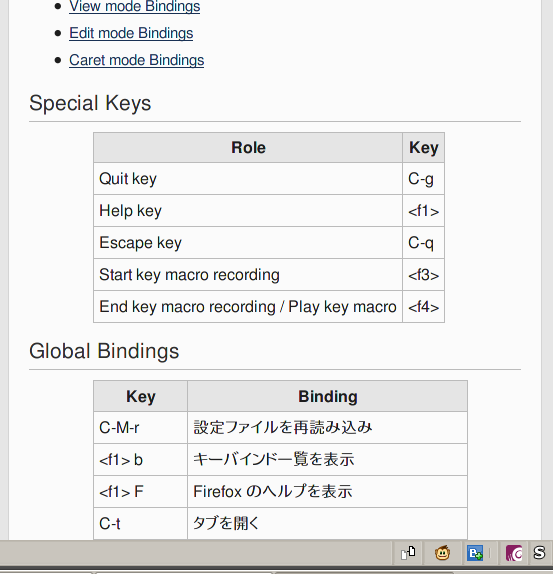 View mode Bindings
Edit mode Bindings
Caret mode Bindings
Special Keys
Role Key
Quit key C-g
Help key <f1>
Escape key C-q
Start key macro recording <f3>
End key macro recording / Play key macro <f4>
Global Bindings
Key Binding
C-M-r 設定ファイルを再読み込み
<f1> b キーバインド一覧を表示
<f1> F Firefox のヘルプを表示
C-t タブを開く